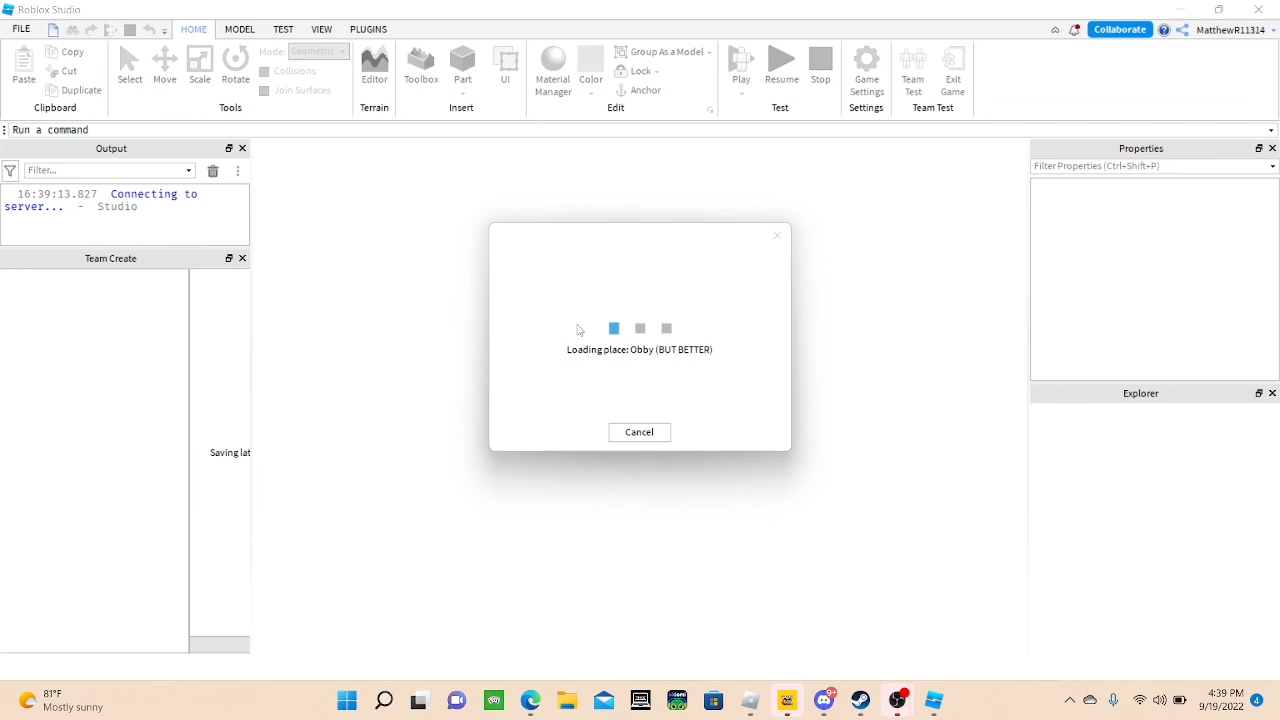 Roblox Studio
FILE
HOME
MODEL
TEST
VIEW
PLUGINS
Collaborate
MatthewR11314
Paste
Copy
Cut
Duplicate
Clipboard
Select
Move
Scale
Rotate
Mode: Geometric
Collisions
Join Surfaces
Tools
Editor
Terrain
Toolbox
Part
UI
Insert
Material
Manager
Color
Group As a Model
Lock
Anchor
Edit
Play
Resume
Stop
Test
Game
Settings
Settings
Team
Test
Exit
Game
Team Test
Run a command
Output
Filter...
16:39:13.827 Connecting to
server... - Studio
Team Create
Saving lat
Loading place: Obby (BUT BETTER)
Cancel
Properties
Filter Properties (Ctrl+Shift+P)
Explorer
81°F
Mostly sunny
9+
4:39 PM
9/19/2022
4